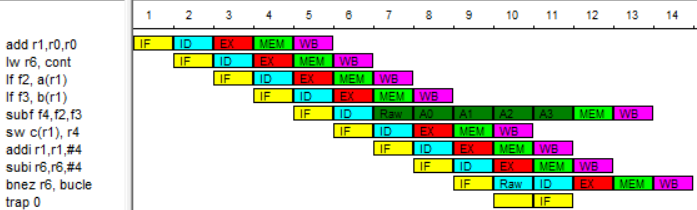 1 2 3 4 5 6 7 8 9 10 11 12 13 14
add r1,r0,r0 IF ID EX MEM WB
lw r6, cont IF ID EX MEM WB
lf f2, a(r1) IF ID EX MEM WB
lf f3, b(r1) IF ID EX MEM WB
subf f4,f2,f3 IF ID Raw A0 A1 A2 A3 MEM WB
sw c(r1), r4 IF ID EX MEM WB
addi r1,r1,#4 IF ID EX MEM WB
subi r6,r6,#4 IF ID EX MEM WB
bnez r6, bucle IF Raw ID EX MEM WB
trap 0 IF